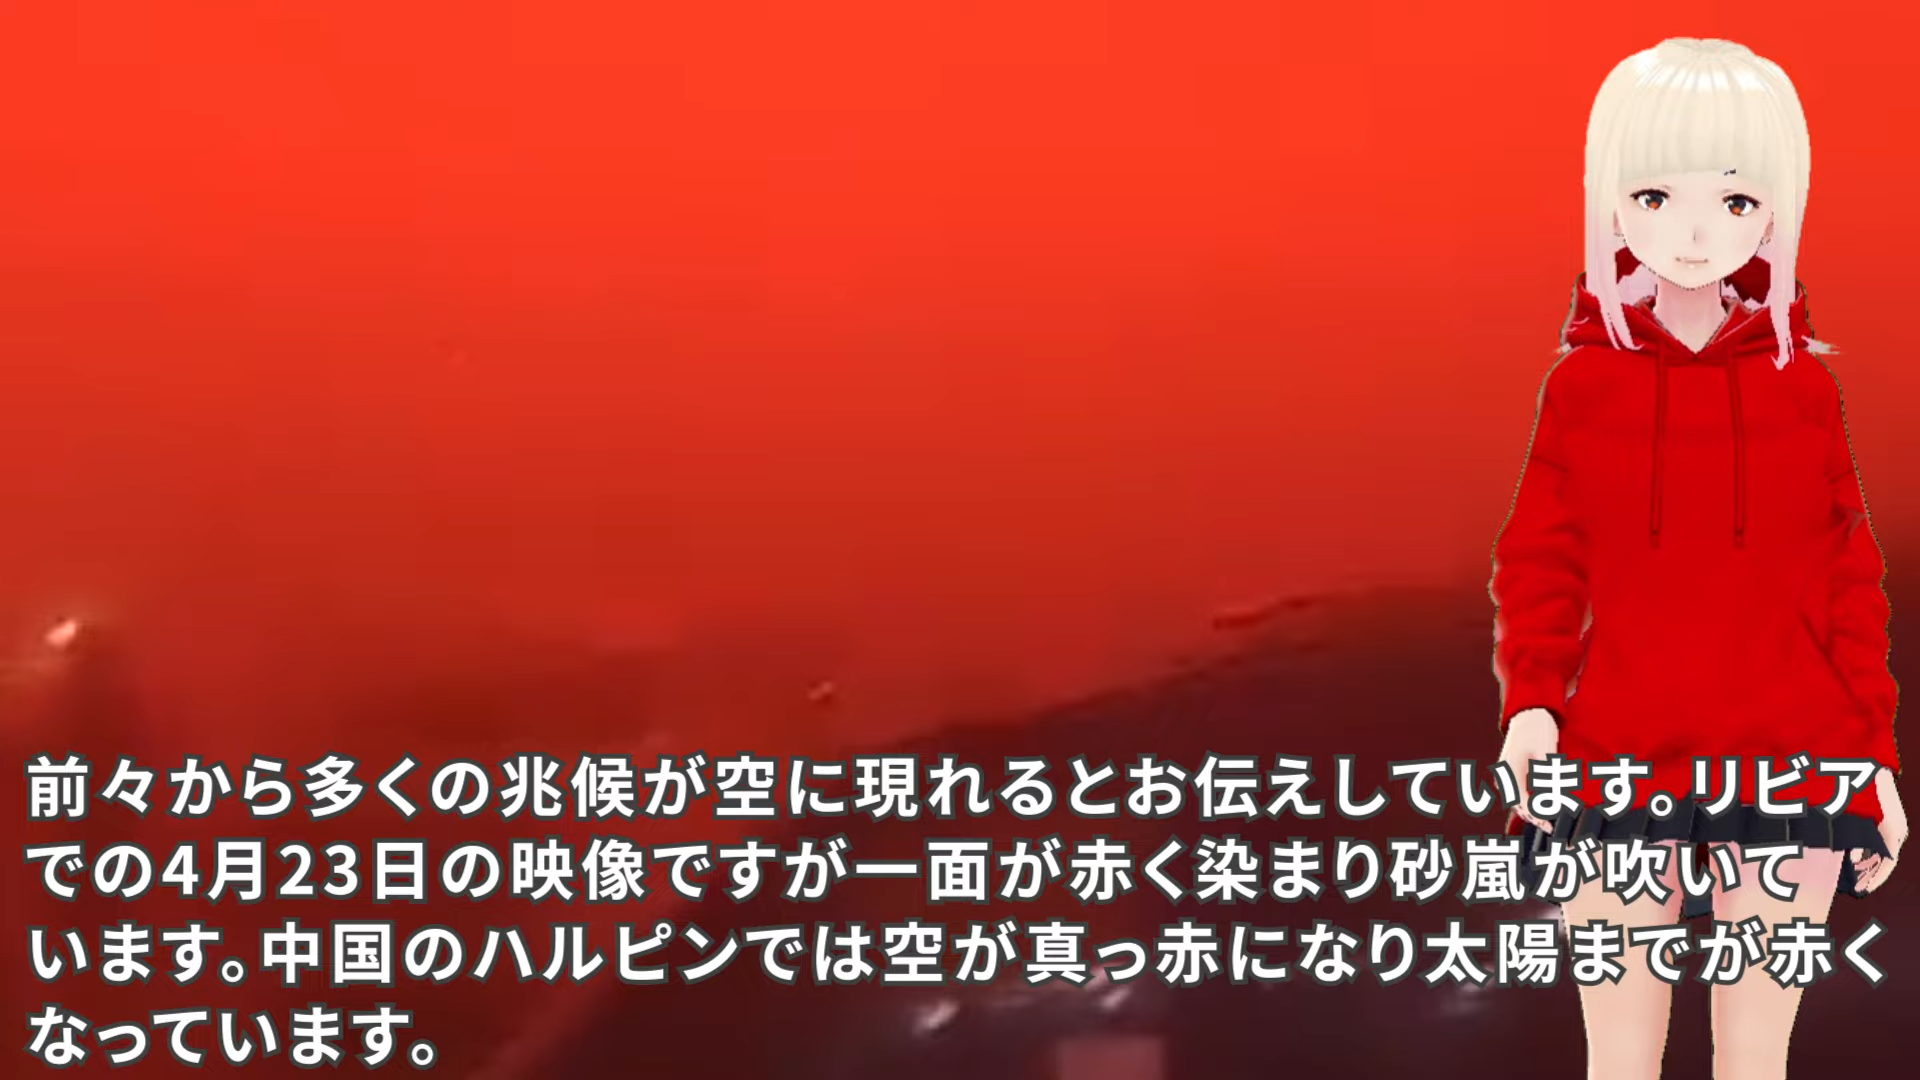 前々から多くの兆候が空に現れるとお伝えしています。リビア
での4月23日の映像ですが一面が赤く染まり砂嵐が吹いて
います。中国のハルピンでは空が真っ赤になり太陽までが赤く
なっています。